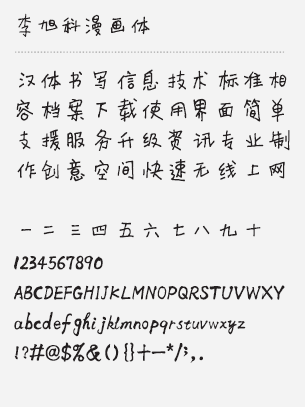 李旭科漫画体
汉体书写信息技术标准相
容档案下载使用界面简单
支援服务升级资讯专业制
作创意空间快速无线上网
一二三四五六七八九十
1234567890
ABCDEFGHIJKLMNOPQRSTUVWXY
abcdefghijklmnopqrstuvwxyz
!?#@$%&(){}+-*/;,.